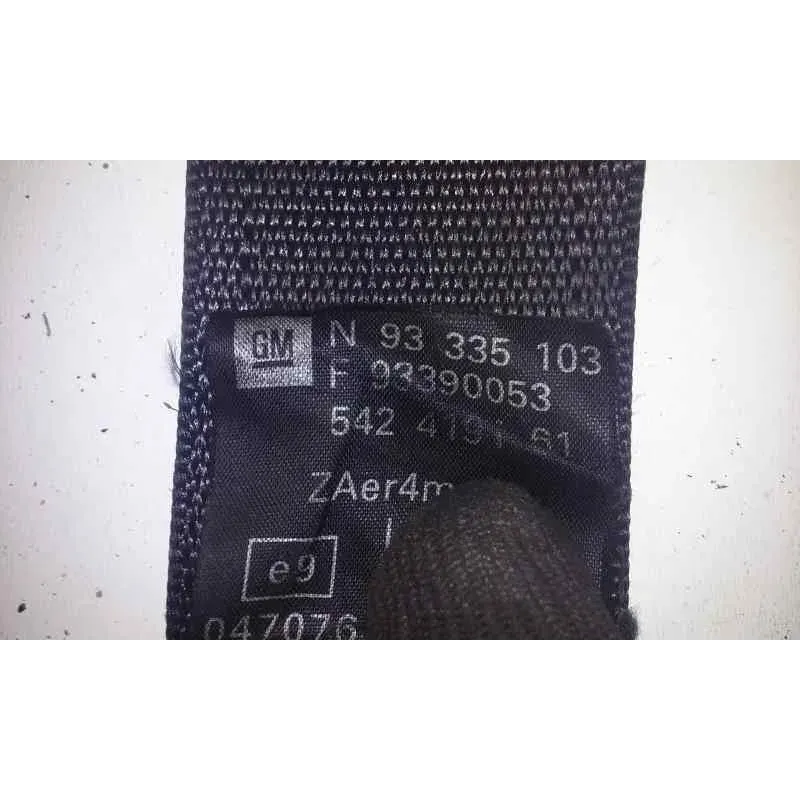 GM N 93 335 103
F 93390053
542 4191 61
ZAer4m
e9
047076